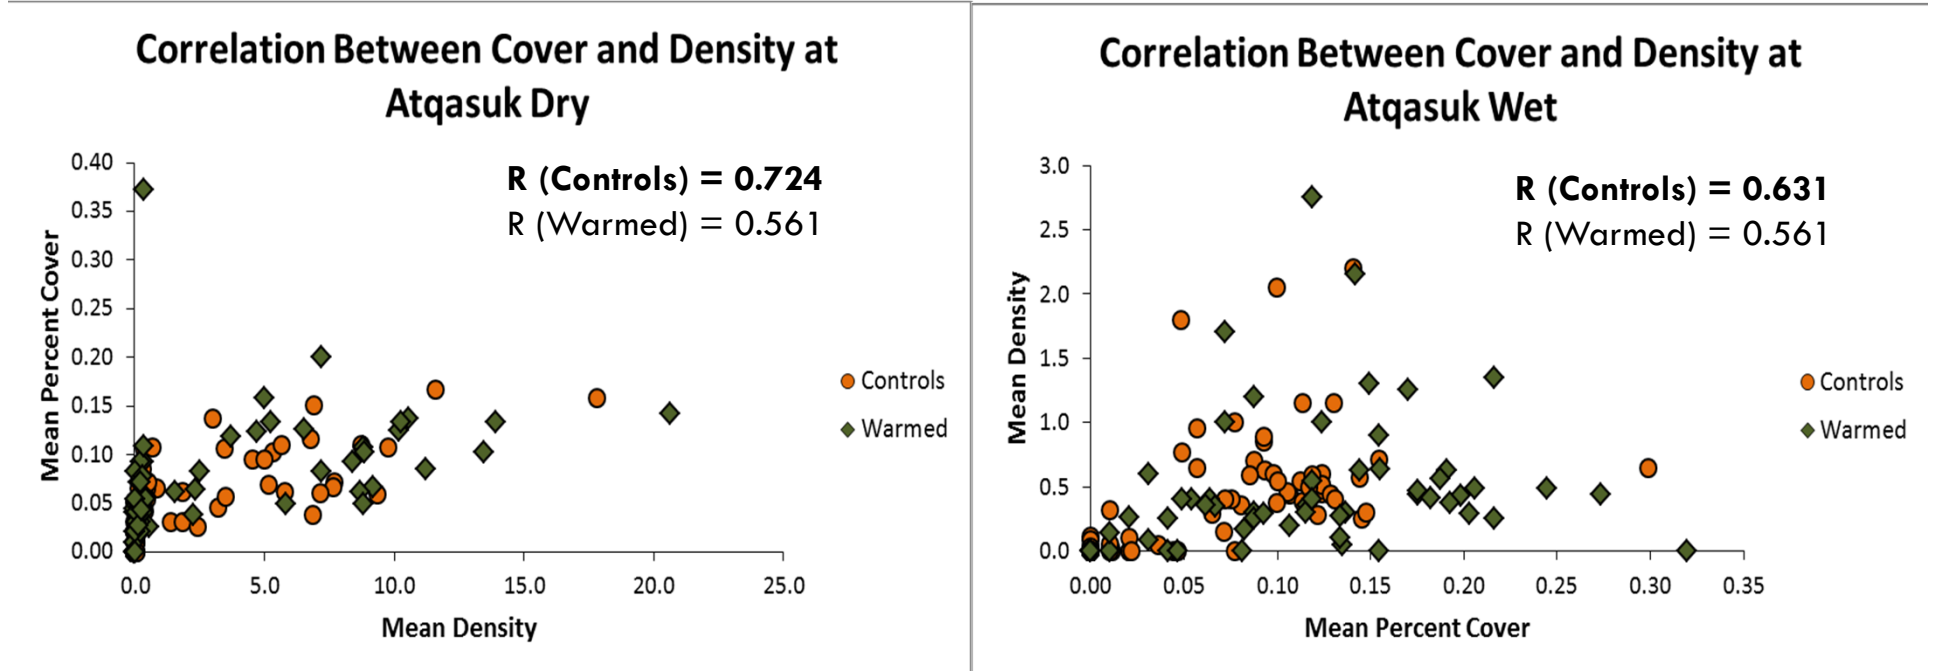 Correlation Between Cover and Density at
Atqasuk Dry
R (Controls) = 0.724
R (Warmed) = 0.561
0.40
0.35
0.30
0.25
0.20
0.15
0.10
0.05
0.00
Mean Percent Cover
0.0 5.0 10.0 15.0 20.0 25.0
Mean Density
Controls
Warmed
Correlation Between Cover and Density at
Atqasuk Wet
R (Controls) = 0.631
R (Warmed) = 0.561
3.0
2.5
2.0
1.5
1.0
0.5
0.0
Mean Density
0.00 0.05 0.10 0.15 0.20 0.25 0.30 0.35
Mean Percent Cover
Controls
Warmed